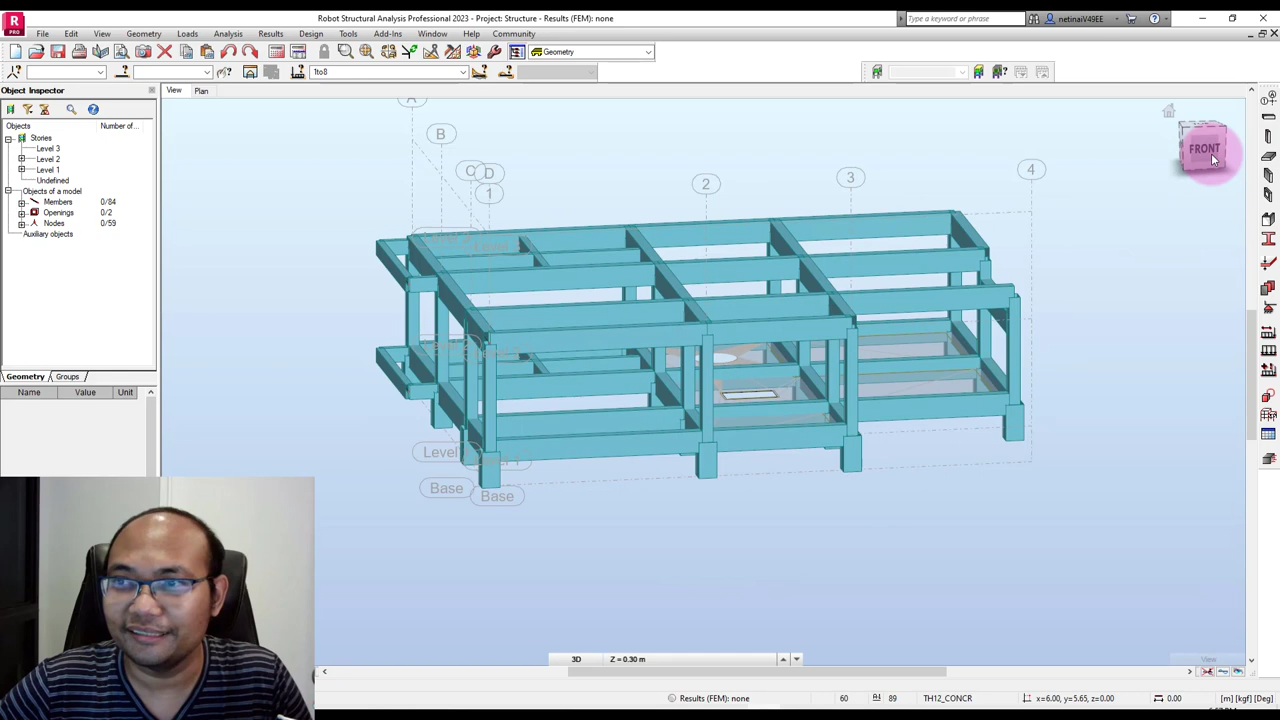 Robot Structural Analysis Professional 2023 - Project: Structure - Results (FEM): none
Type a keyword or phrase
netinaiV49EE
R
PRO
File Edit View Geometry Loads Analysis Results Design Tools Add-Ins Window Help Community
Geometry
1to8
Object Inspector
View Plan
Objects Number of...
Stories
Level 3
Level 2
Level 1
Undefined
Objects of a model
Members 0/84
Openings 0/2
Nodes 0/59
Auxiliary objects
Geometry Groups
Name Value Unit
A
B
C D
1
2
3
4
FRONT
Level
Base
Base
3D Z = 0.30 m
View
Results (FEM): none 60 89 TH12_CONCR x=6.00, y=5.65, z=0.00 0.00 [m] [kgf] [Deg]